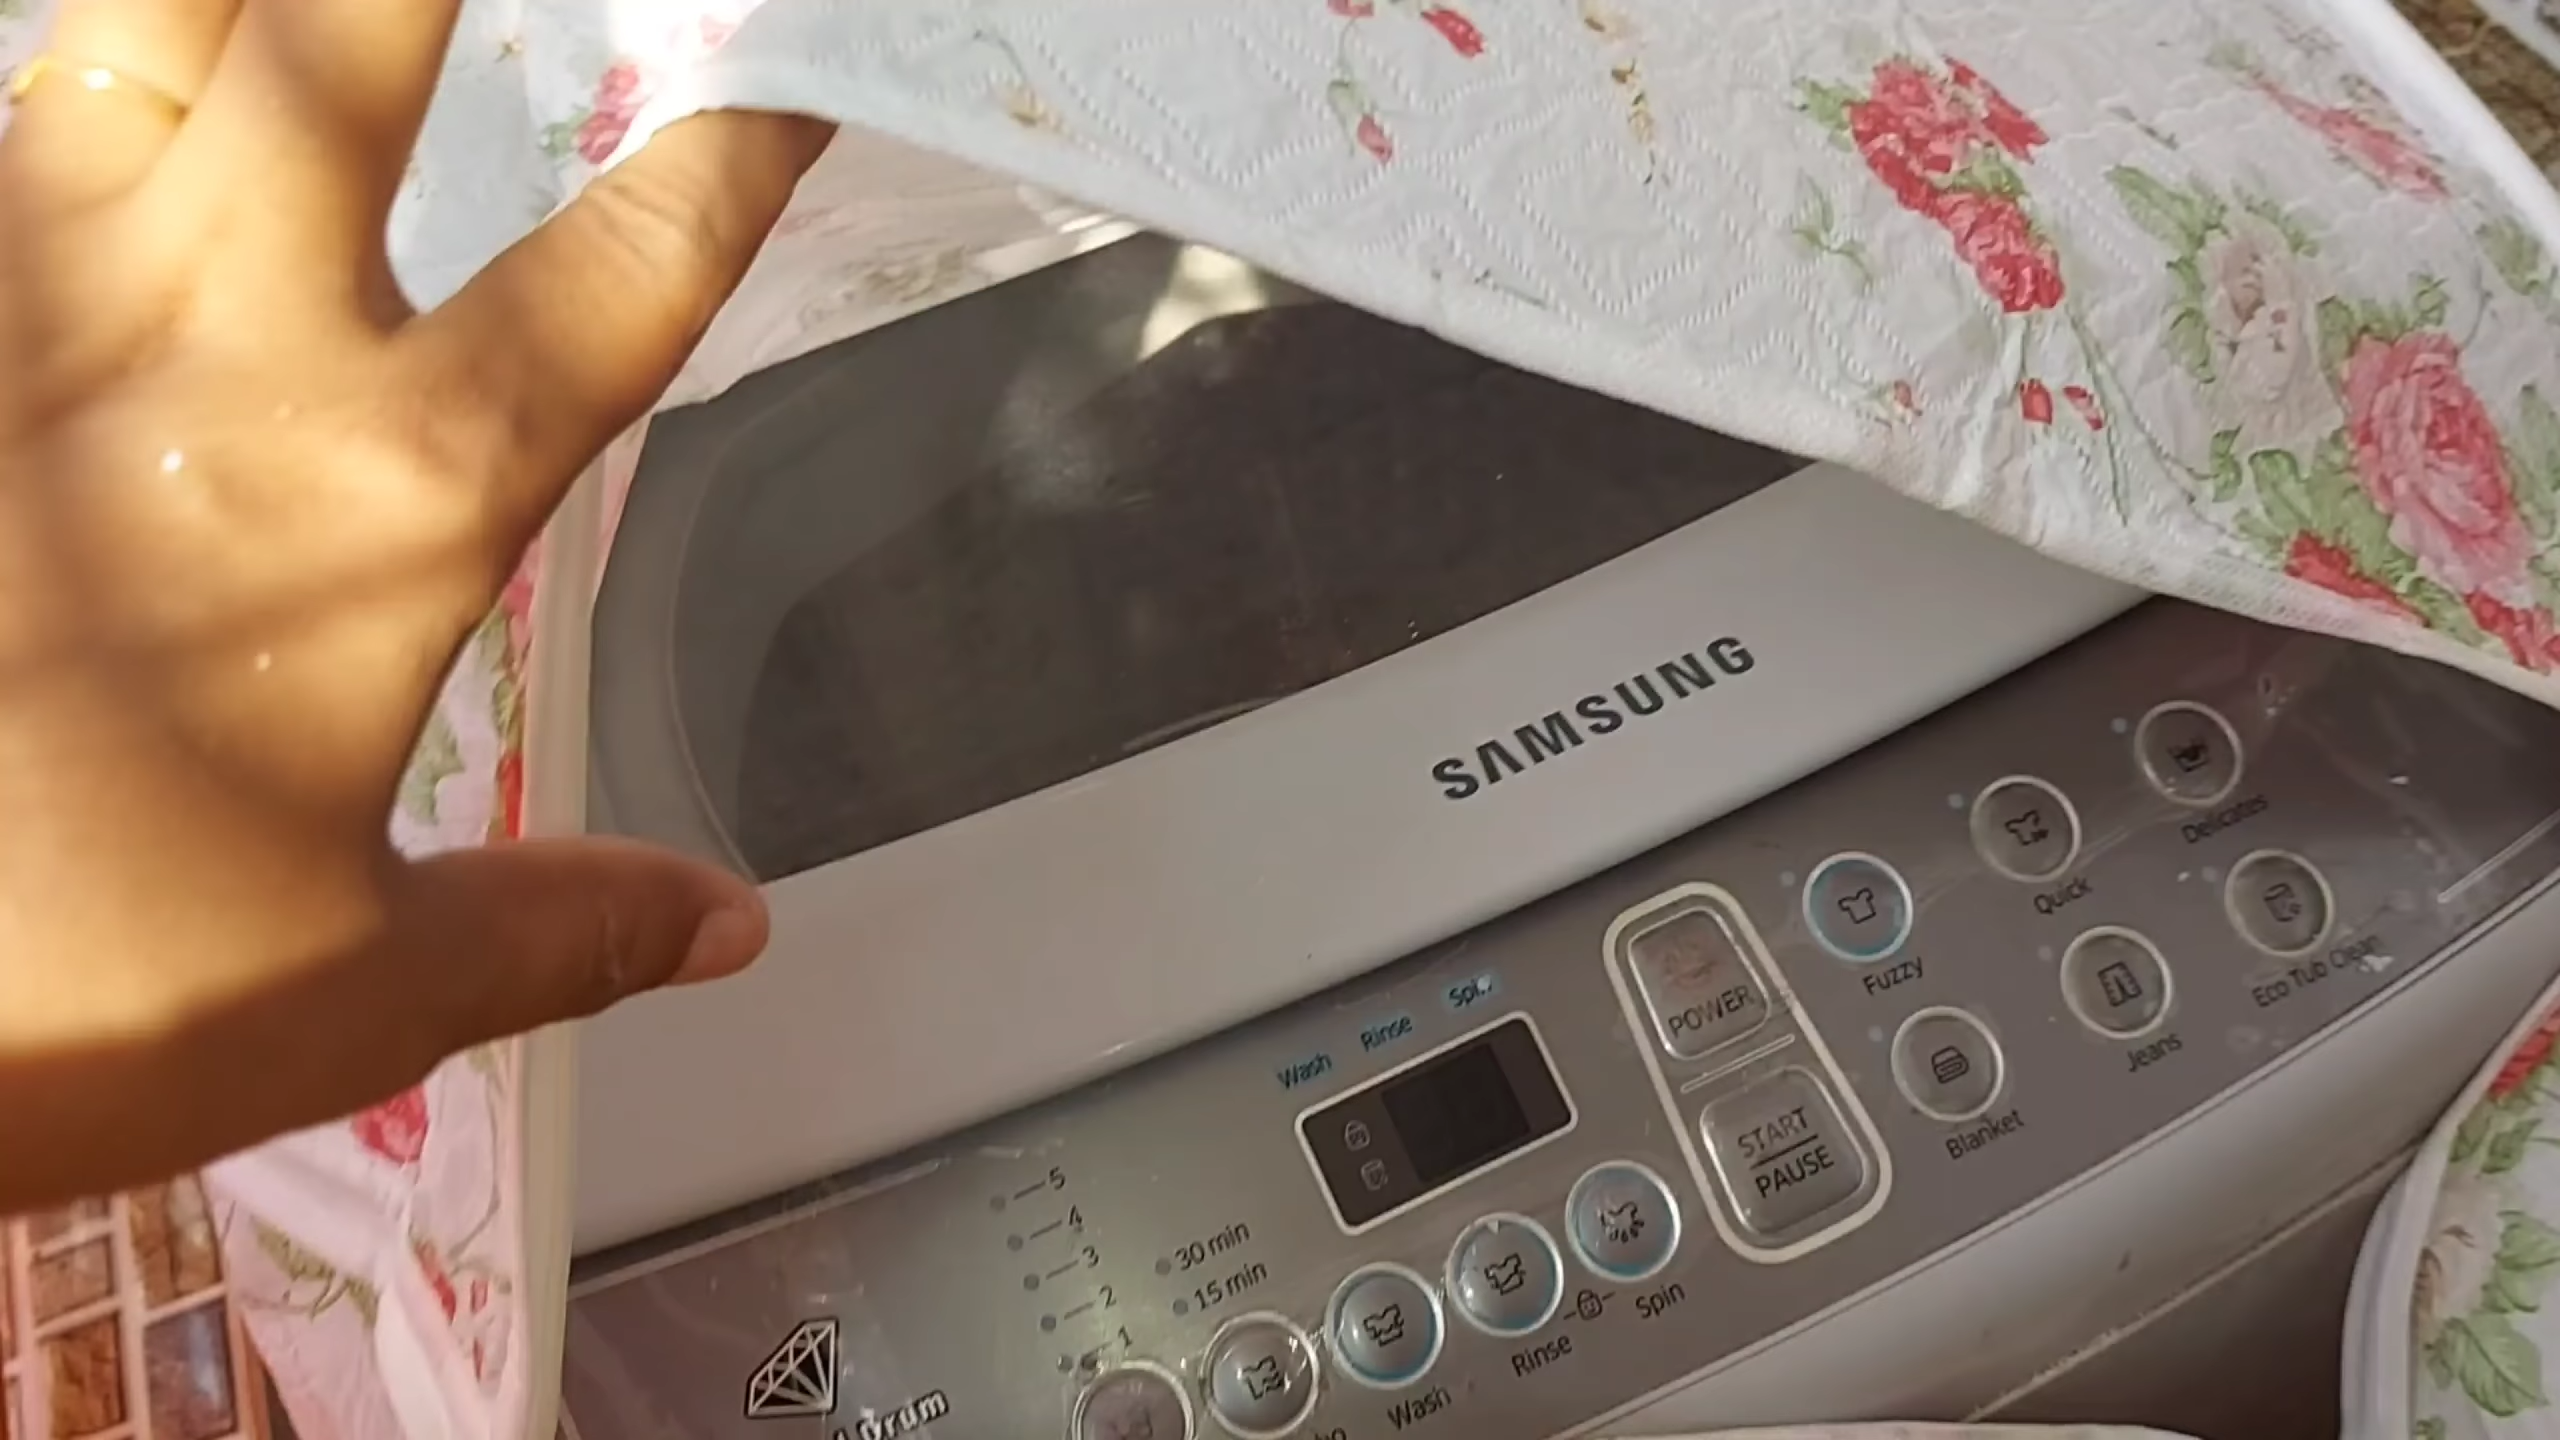 SAMSUNG
Delicates
Quick
Fuzzy
Eco Tub Clean
Jeans
Blanket
POWER
START
PAUSE
Wash Rinse Spin
5
4
3
2
1
30 min
15 min
Wash
Rinse
Spin